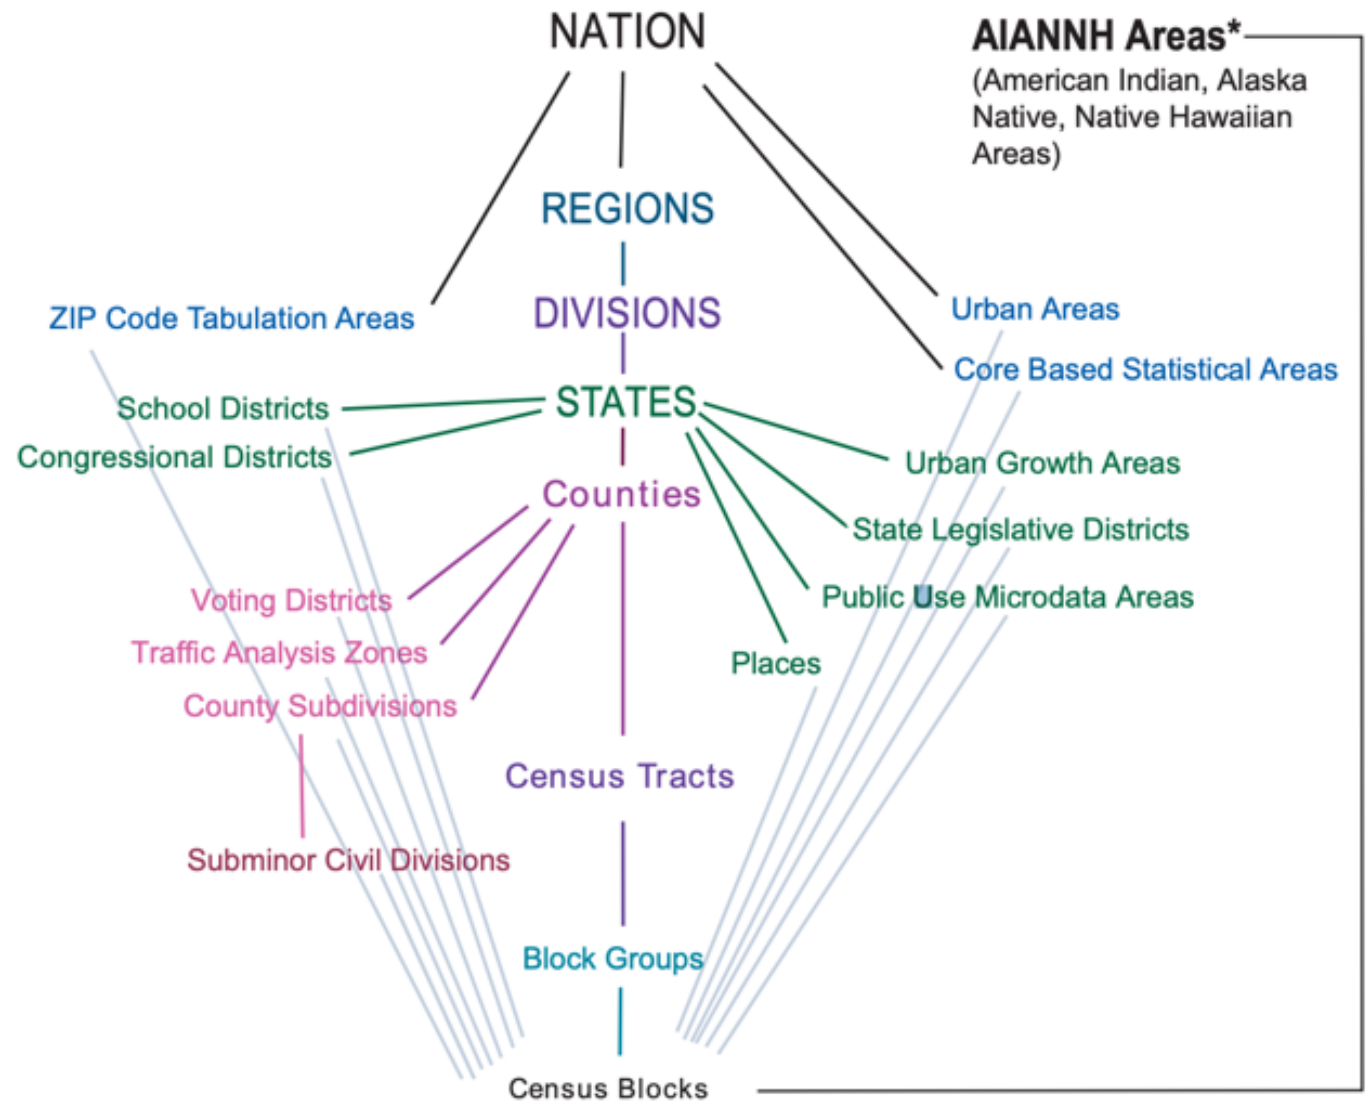 NATION
AIANNH Areas*
(American Indian, Alaska
Native, Native Hawaiian
Areas)
REGIONS
ZIP Code Tabulation Areas
DIVISIONS
Urban Areas
Core Based Statistical Areas
School Districts
STATES
Congressional Districts
Urban Growth Areas
Counties
State Legislative Districts
Voting Districts
Public Use Microdata Areas
Traffic Analysis Zones
Places
County Subdivisions
Census Tracts
Subminor Civil Divisions
Block Groups
Census Blocks